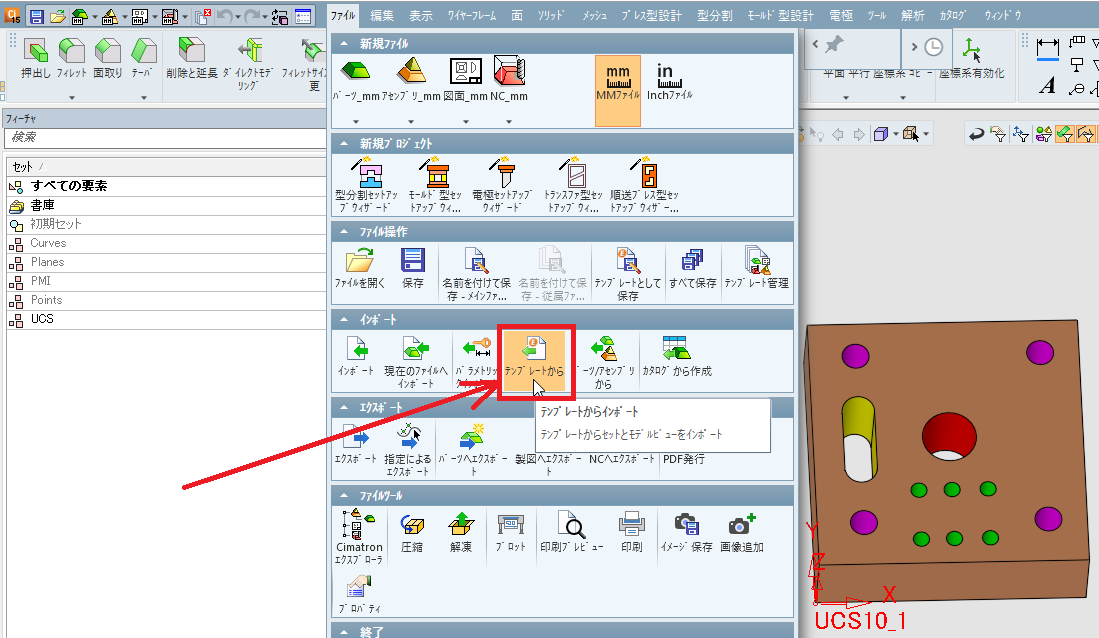 ファイル 編集 表示 ワイヤーフレーム 面 ソリッド メッシュ プレス型設計 型分割 モールド型設計 電極 ツール 解析 カタログ ウィンドウ
押出し フィレット 面取り テーパ 削除と延長 ダイレクトモデリング フィレットサイ
更
平面 平行 座標系 コピー 座標系有効化
フィーチャ
検索
セット
すべての要素
書庫
初期セット
Curves
Planes
PMI
Points
UCS
新規ファイル
パーツ_mm アセンブリ_mm 図面_mm NC_mm
mm
MMファイル
in
Inchファイル
新規プロジェクト
型分割セットアップウィザード
モールド型セットアップウィ...
電極セットアップウィザード
トランスファ型セットアップウィ...
順送プレス型セットアップウィザー...
ファイル操作
ファイルを開く
保存
名前を付けて保存 - メインファ...
名前を付けて保存 - 従属ファ...
テンプレートとして保存
すべて保存
テンプレート管理
インポート
インポート
現在のファイルへインポート
パラメトリッ
テンプレートから
ーツ/アセンブリから
カタログから作成
テンプレートからインポート
テンプレートからセットとモデルビューをインポート
エクスポート
エクスポート
指定によるエクスポート
パーツへエクスポート
製図へエクスポート
NCへエクスポート
PDF発行
ファイルツール
Cimatronエクスプローラ
圧縮
解凍
プロット
印刷プレビュー
印刷
イメージ保存
画像追加
プロパティ
終了
Y
Z
X
UCS10_1